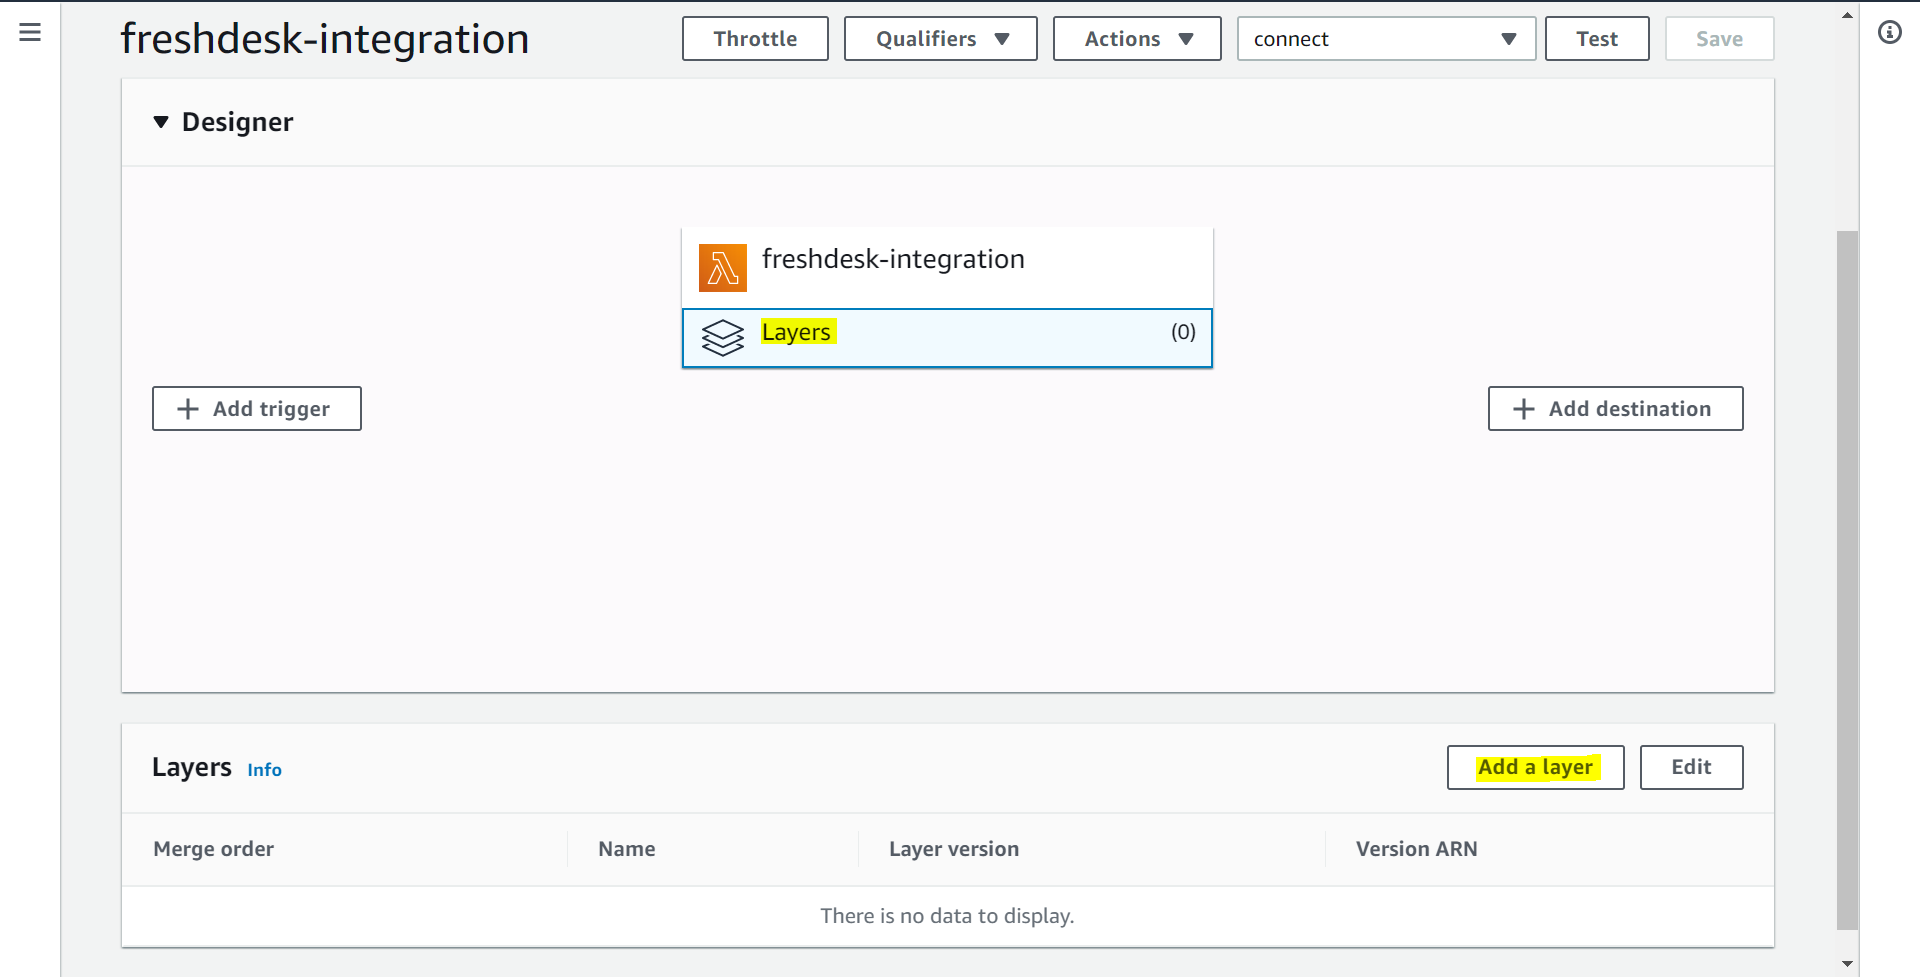 freshdesk-integration
Throttle
Qualifiers
Actions
connect
Test
Save
Designer
freshdesk-integration
Layers (0)
Add trigger
Add destination
Layers Info
Add a layer
Edit
Merge order
Name
Layer version
Version ARN
There is no data to display.